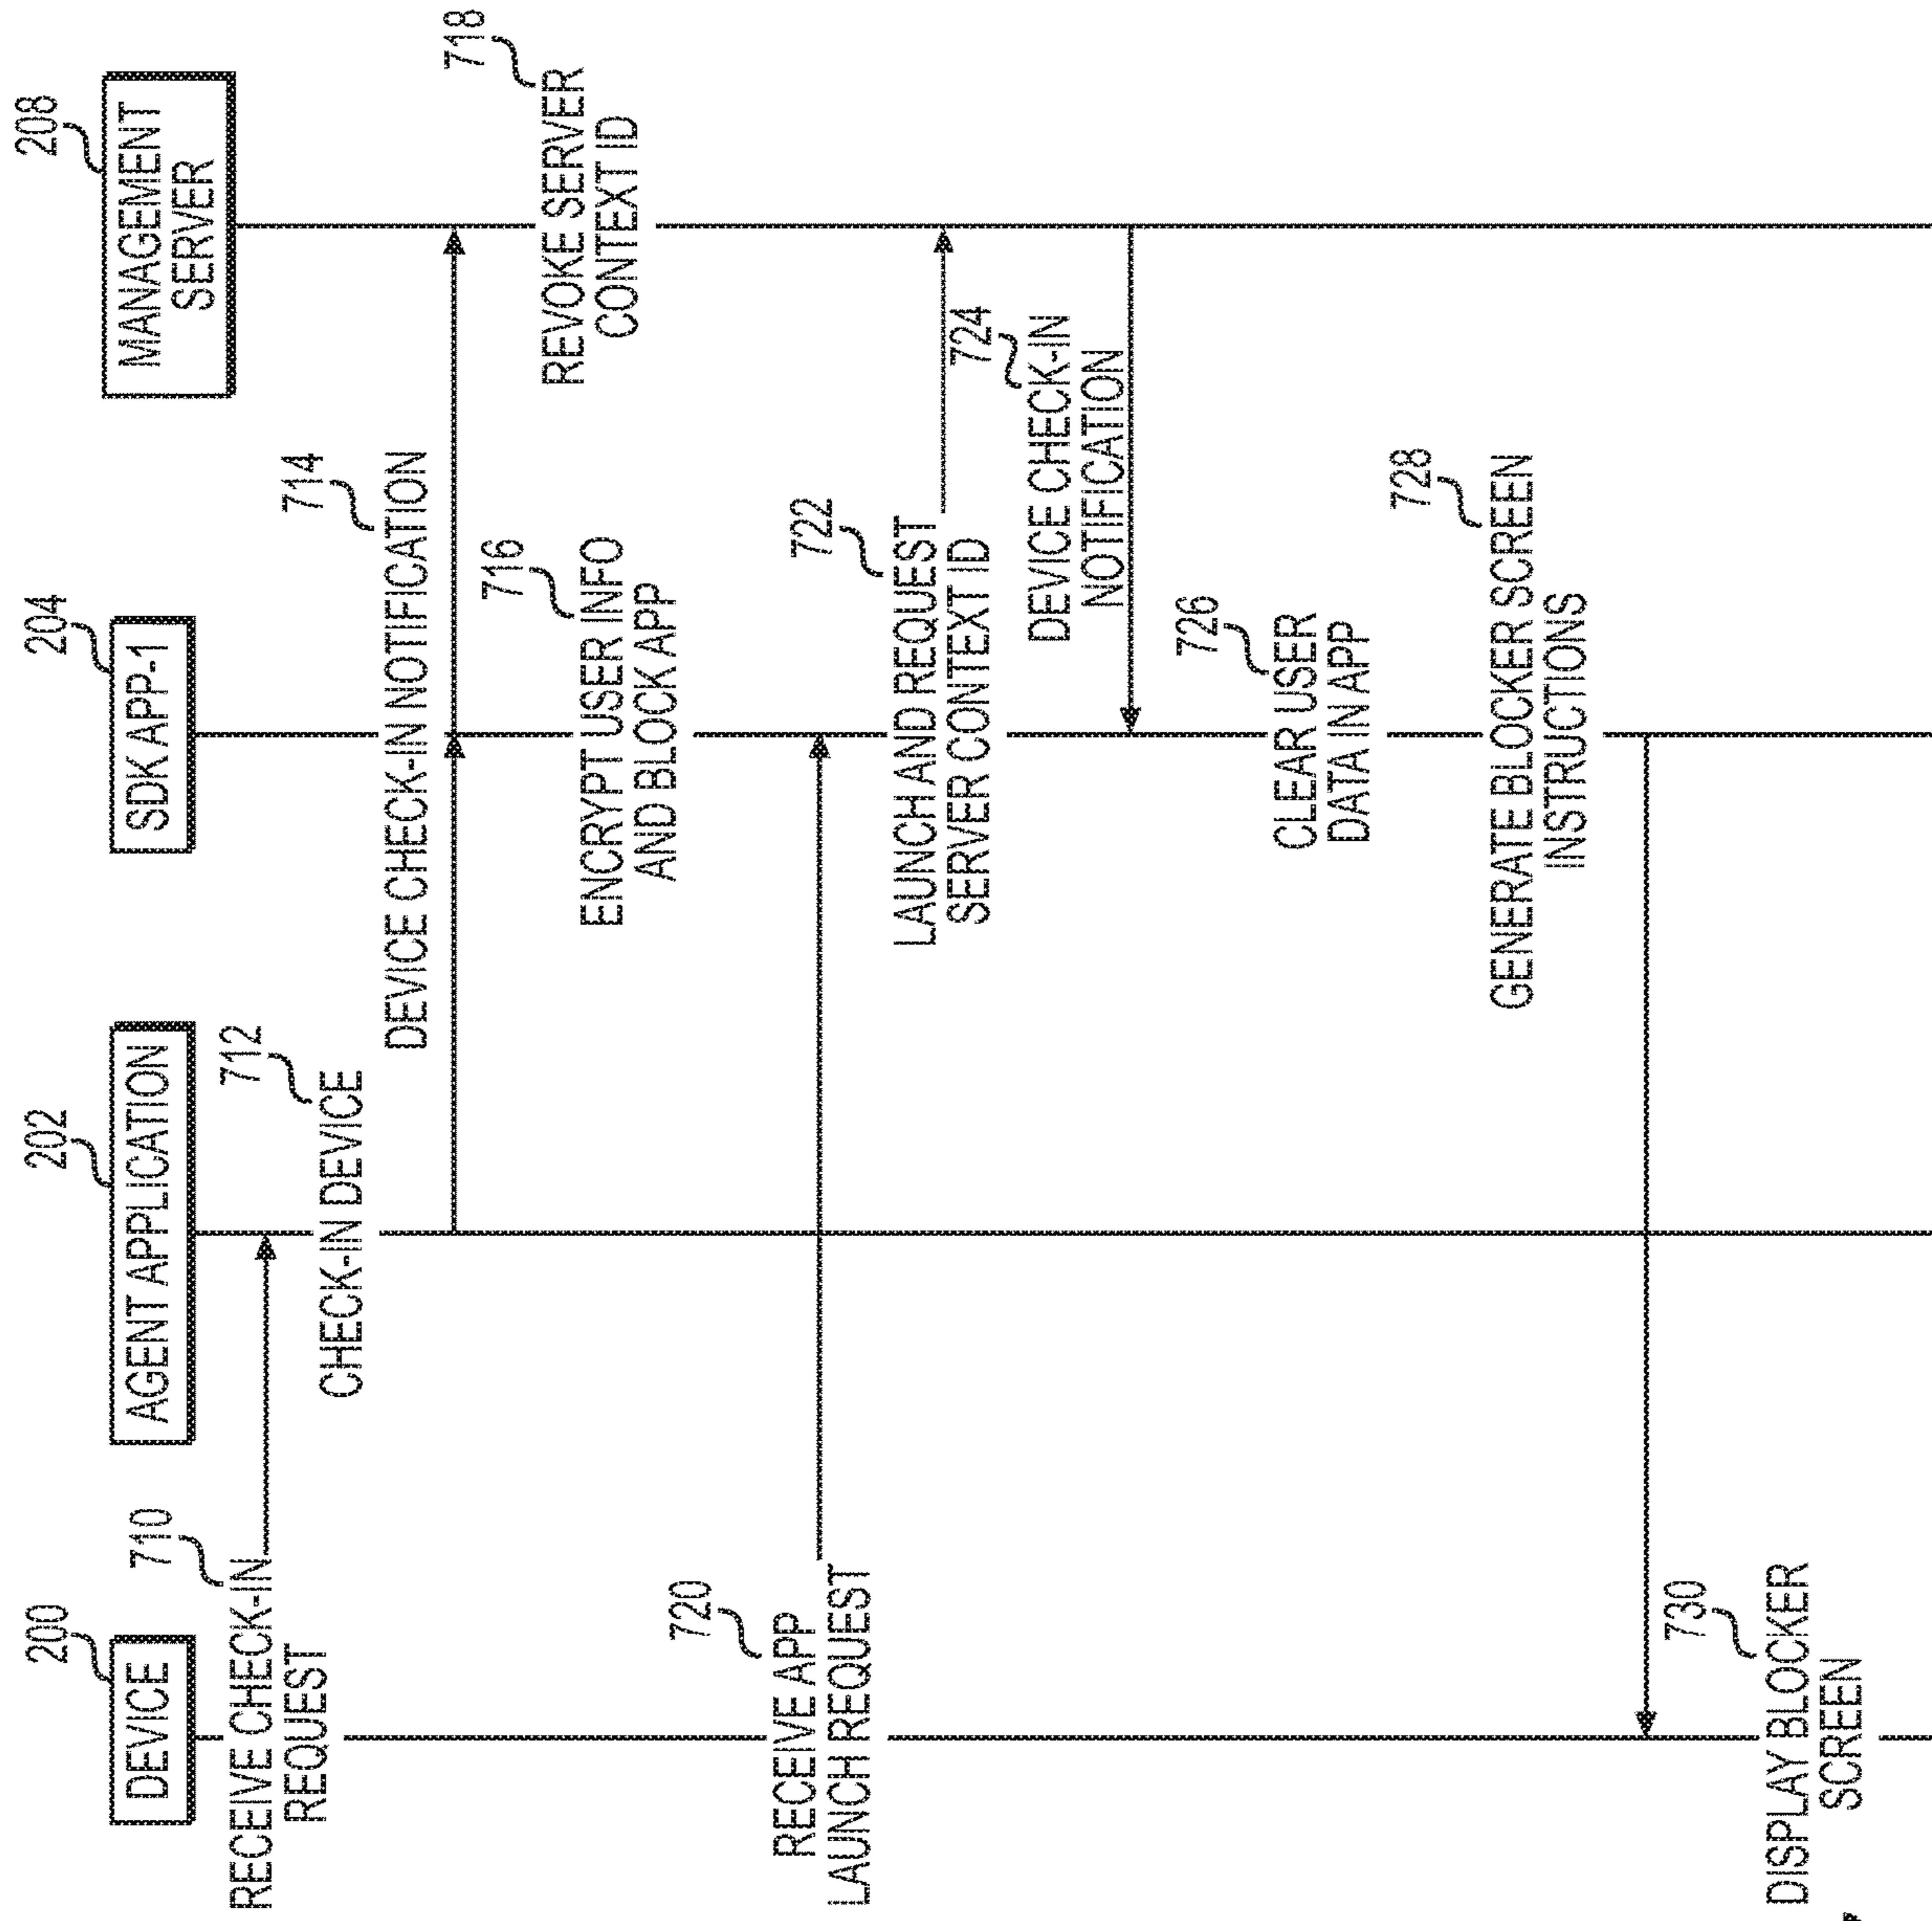 200
DEVICE
202
AGENT APPLICATION
204
SDK APP-1
208
MANAGEMENT
SERVER
710
RECEIVE CHECK-IN
REQUEST
712
CHECK-IN DEVICE
714
DEVICE CHECK-IN NOTIFICATION
716
ENCRYPT USER INFO
AND BLOCK APP
718
REVOKE SERVER
CONTEXT ID
720
RECEIVE APP
LAUNCH REQUEST
722
LAUNCH AND REQUEST
SERVER CONTEXT ID
724
DEVICE CHECK-IN
NOTIFICATION
726
CLEAR USER
DATA IN APP
728
GENERATE BLOCKER SCREEN
INSTRUCTIONS
730
DISPLAY BLOCKER
SCREEN